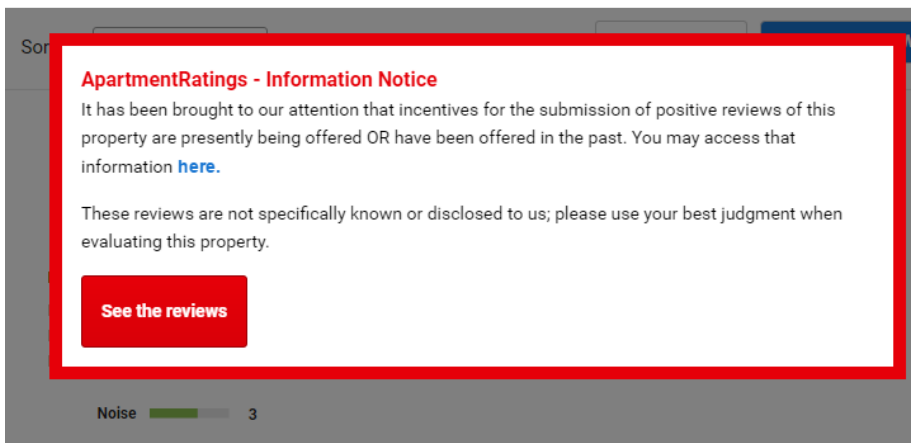 Sor
ApartmentRatings - Information Notice
It has been brought to our attention that incentives for the submission of positive reviews of this
property are presently being offered OR have been offered in the past. You may access that
information here.
These reviews are not specifically known or disclosed to us; please use your best judgment when
evaluating this property.
See the reviews
Noise 3